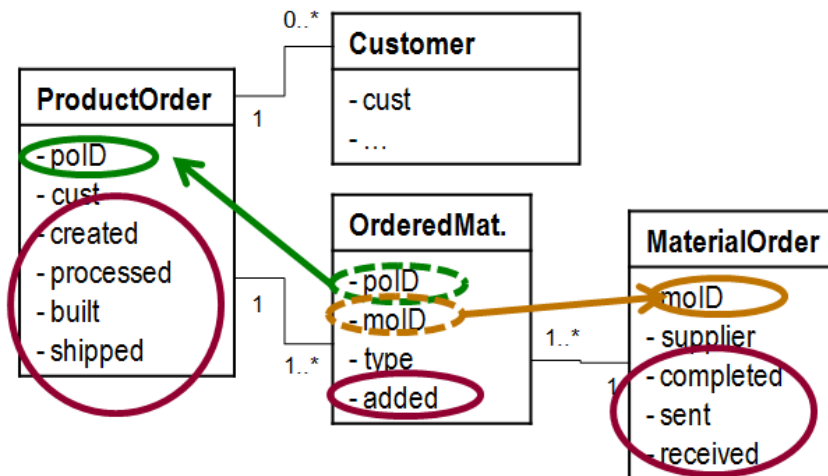 0..*
Customer
- cust
- ...
ProductOrder
1
- poID
- cust
- created
- processed
- built
- shipped
1
1..*
OrderedMat.
- poID
- moID
- type
- added
1..*
1
MaterialOrder
moID
- supplier
- completed
- sent
- received